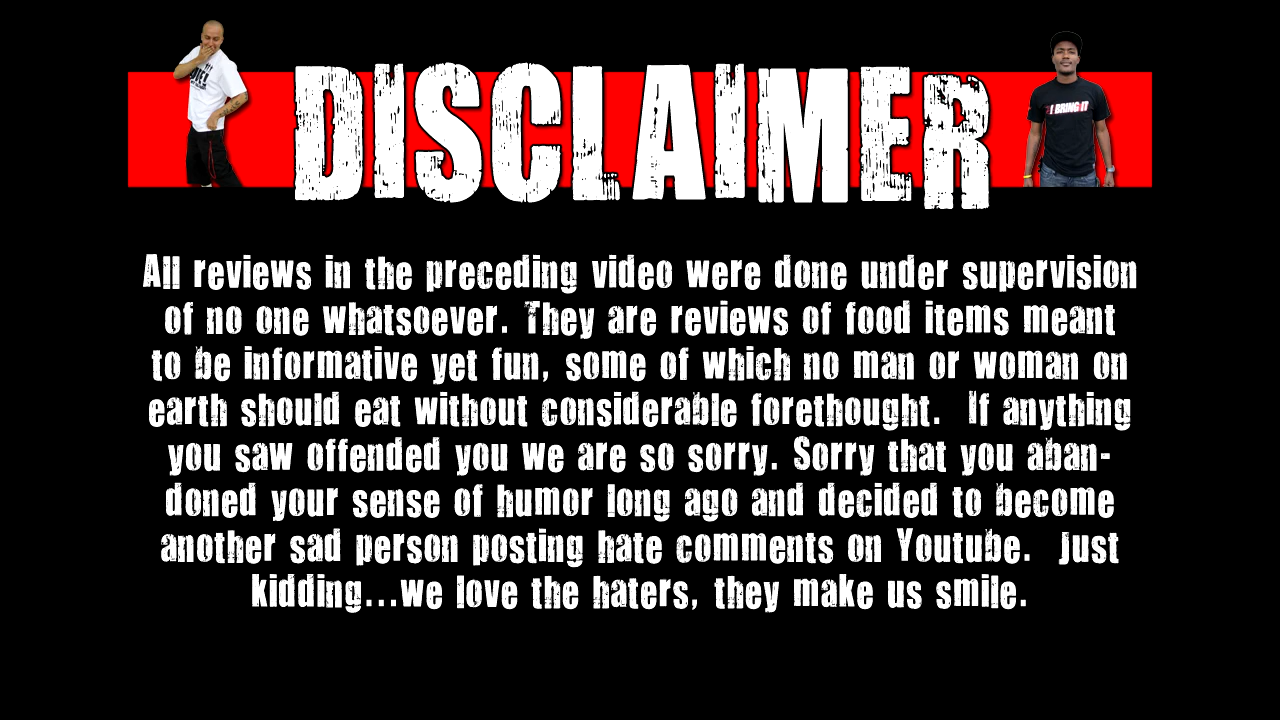 DISCLAIMER
I BRING IT
All reviews in the preceding video were done under supervision
of no one whatsoever. They are reviews of food items meant
to be informative yet fun, some of which no man or woman on
earth should eat without considerable forethought. If anything
you saw offended you we are so sorry. Sorry that you aban-
doned your sense of humor long ago and decided to become
another sad person posting hate comments on Youtube. Just
kidding...we love the haters, they make us smile.